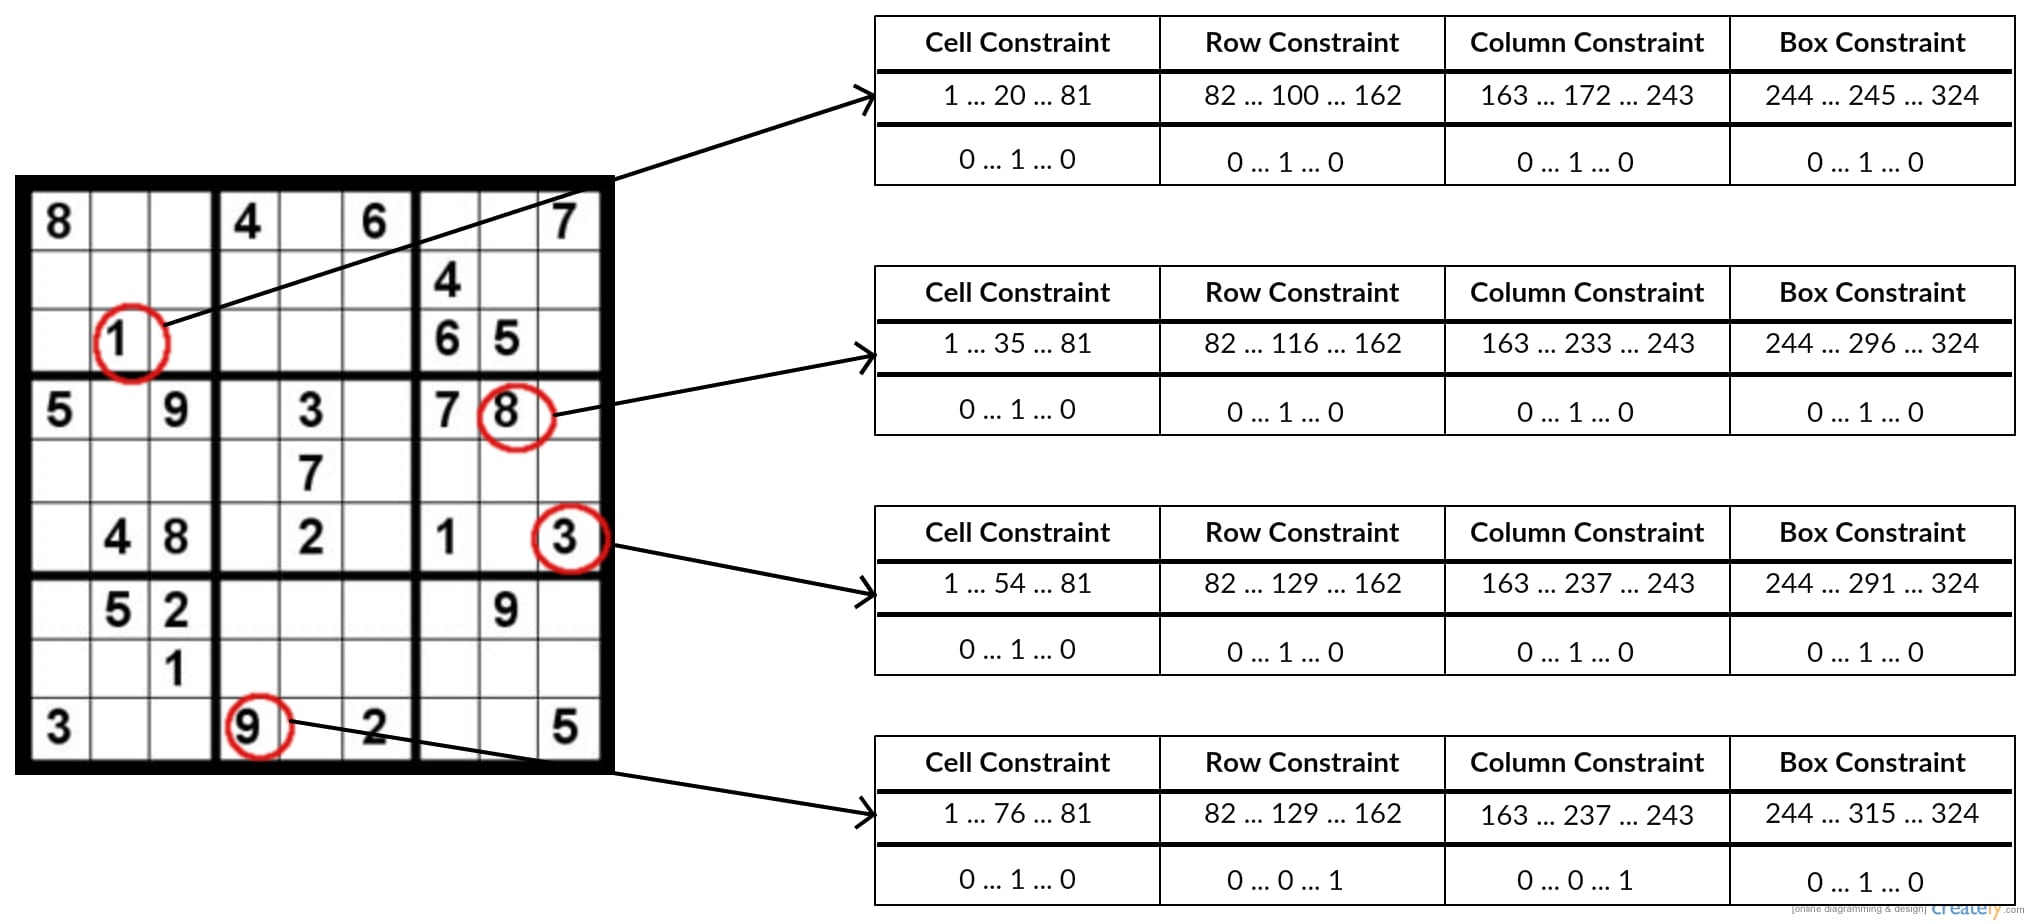 8 4 6 7
4
1 6 5
5 9 3 7 8
7
4 8 2 1 3
5 2 9
1
3 9 2 5
Cell Constraint Row Constraint Column Constraint Box Constraint
1 ... 20 ... 81 82 ... 100 ... 162 163 ... 172 ... 243 244 ... 245 ... 324
0 ... 1 ... 0 0 ... 1 ... 0 0 ... 1 ... 0 0 ... 1 ... 0
Cell Constraint Row Constraint Column Constraint Box Constraint
1 ... 35 ... 81 82 ... 116 ... 162 163 ... 233 ... 243 244 ... 296 ... 324
0 ... 1 ... 0 0 ... 1 ... 0 0 ... 1 ... 0 0 ... 1 ... 0
Cell Constraint Row Constraint Column Constraint Box Constraint
1 ... 54 ... 81 82 ... 129 ... 162 163 ... 237 ... 243 244 ... 291 ... 324
0 ... 1 ... 0 0 ... 1 ... 0 0 ... 1 ... 0 0 ... 1 ... 0
Cell Constraint Row Constraint Column Constraint Box Constraint
1 ... 76 ... 81 82 ... 129 ... 162 163 ... 237 ... 243 244 ... 315 ... 324
0 ... 1 ... 0 0 ... 0 ... 1 0 ... 0 ... 1 0 ... 1 ... 0
[online diagramming & design] creately.com